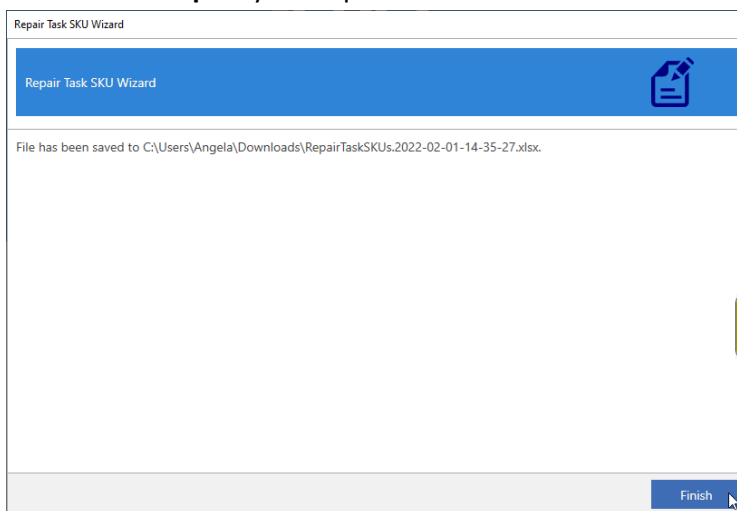 Repair Task SKU Wizard
Repair Task SKU Wizard
File has been saved to C:\Users\Angela\Downloads\RepairTaskSKUs.2022-02-01-14-35-27.xlsx.
Finish